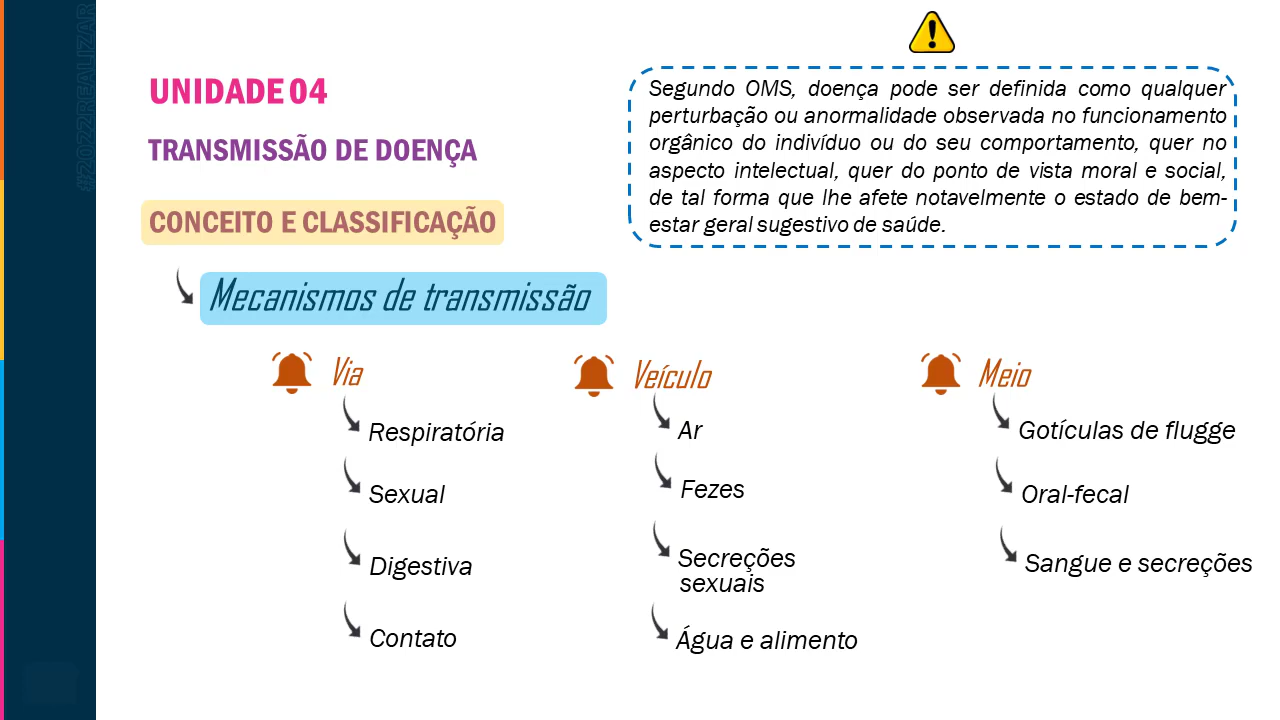 #2022REALIZAR
UNIDADE 04
TRANSMISSÃO DE DOENÇA
CONCEITO E CLASSIFICAÇÃO
Segundo OMS, doença pode ser definida como qualquer
perturbação ou anormalidade observada no funcionamento
orgânico do indivíduo ou do seu comportamento, quer no
aspecto intelectual, quer do ponto de vista moral e social,
de tal forma que lhe afete notavelmente o estado de bem-
estar geral sugestivo de saúde.
Mecanismos de transmissão
Via
Respiratória
Sexual
Digestiva
Contato
Veículo
Ar
Fezes
Secreções
sexuais
Água e alimento
Meio
Gotículas de flugge
Oral-fecal
Sangue e secreções